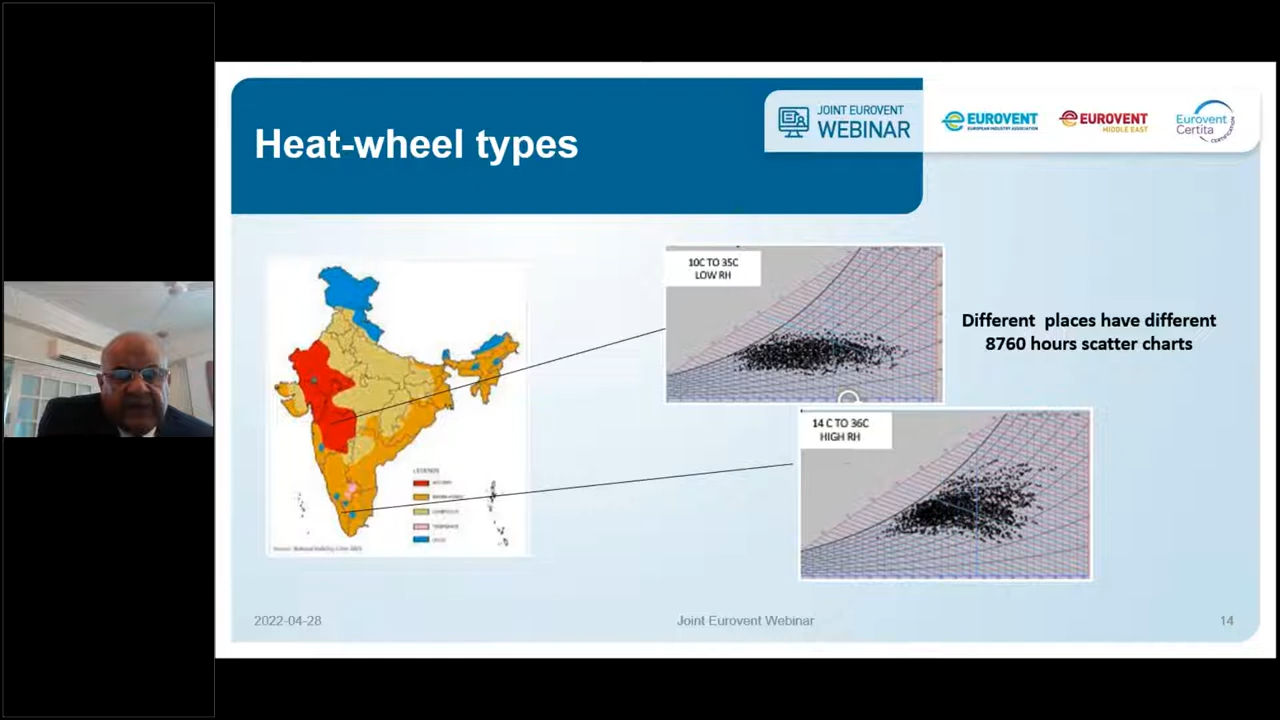 Heat-wheel types
JOINT EUROVENT
WEBINAR
EUROVENT
EUROPEAN INDUSTRY ASSOCIATION
EUROVENT
MIDDLE EAST
Eurovent
Certita
CERTIFICATION
10C TO 35C
LOW RH
Different places have different
8760 hours scatter charts
14 C TO 36C
HIGH RH
LEGENDS
2022-04-28
Joint Eurovent Webinar
14